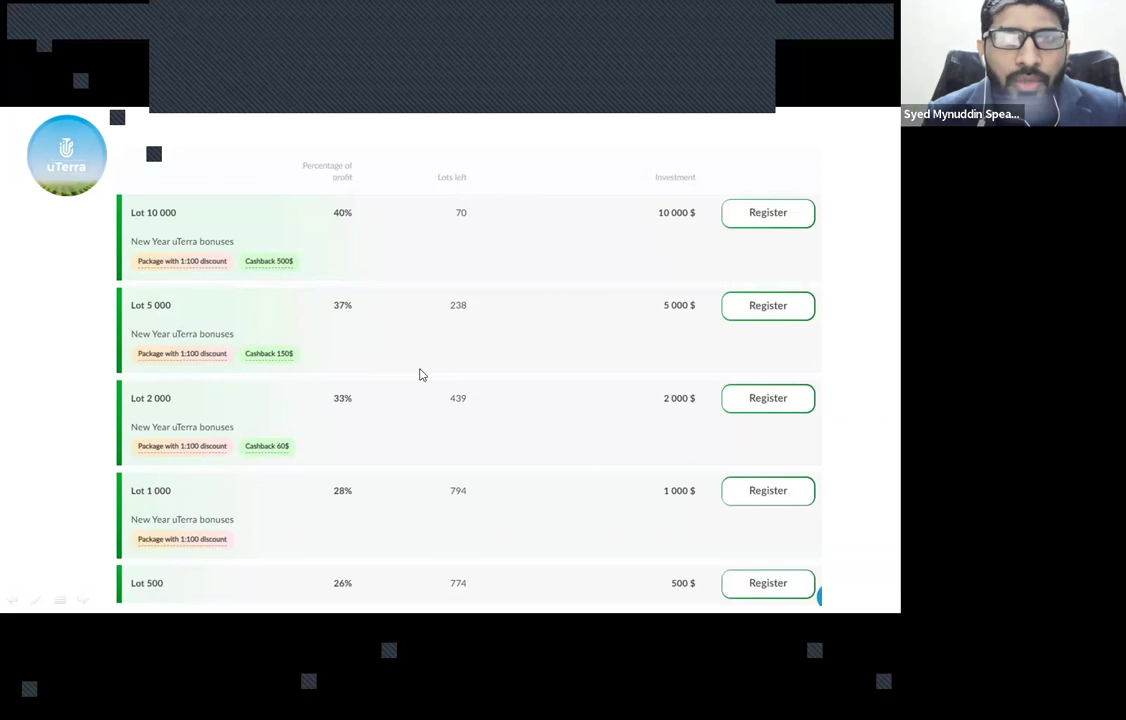 Syed Mynuddin Spea...
uTerra
Percentage of
profit
Lots left
Investment
Lot 10 000 40% 70 10 000 $ Register
New Year uTerra bonuses
Package with 1:100 discount Cashback 500$
Lot 5 000 37% 238 5 000 $ Register
New Year uTerra bonuses
Package with 1:100 discount Cashback 150$
Lot 2 000 33% 439 2 000 $ Register
New Year uTerra bonuses
Package with 1:100 discount Cashback 60$
Lot 1 000 28% 794 1 000 $ Register
New Year uTerra bonuses
Package with 1:100 discount
Lot 500 26% 774 500 $ Register